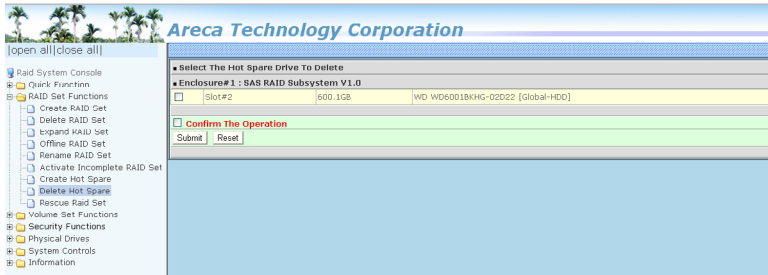 Areca Technology Corporation
|open all|close all|
Raid System Console
Quick Function
RAID Set Functions
Create RAID Set
Delete RAID Set
Expand RAID Set
Offline RAID Set
Rename RAID Set
Activate Incomplete RAID Set
Create Hot Spare
Delete Hot Spare
Rescue Raid Set
Volume Set Functions
Security Functions
Physical Drives
System Controls
Information
Select The Hot Spare Drive To Delete
Enclosure#1 : SAS RAID Subsystem V1.0
Slot#2 600.1GB WD WD6001BKHG-02D22 [Global-HDD]
Confirm The Operation
Submit Reset